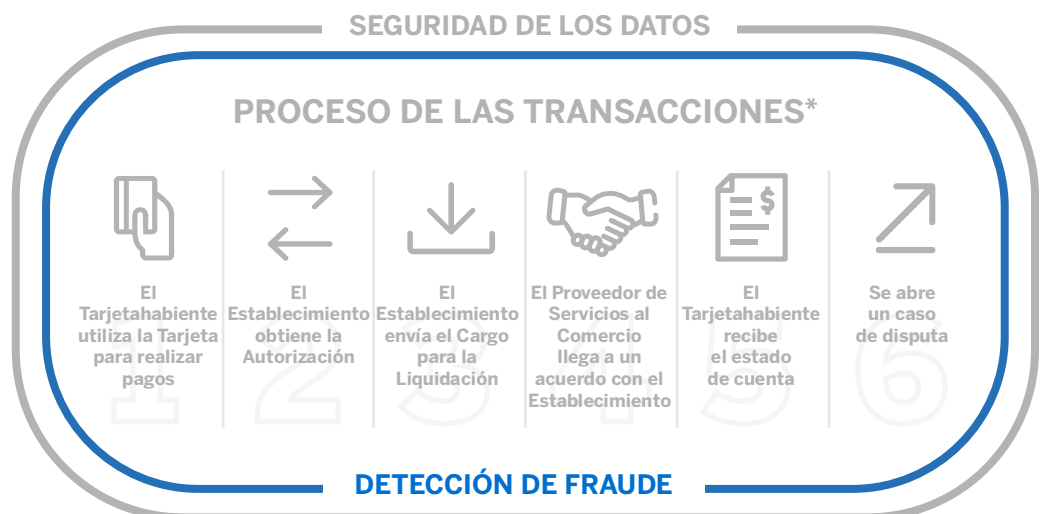 SEGURIDAD DE LOS DATOS
PROCESO DE LAS TRANSACCIONES*
$
El
Tarjetahabiente
utiliza la Tarjeta
para realizar
pagos
1
El
Establecimiento
obtiene la
Autorización
2
El
Establecimiento
envía el Cargo
para la
Liquidación
3
El Proveedor de
Servicios al
Comercio
llega a un
acuerdo con el
Establecimiento
4
El
Tarjetahabiente
recibe
el estado
de cuenta
5
Se abre
un caso
de disputa
6
DETECCIÓN DE FRAUDE